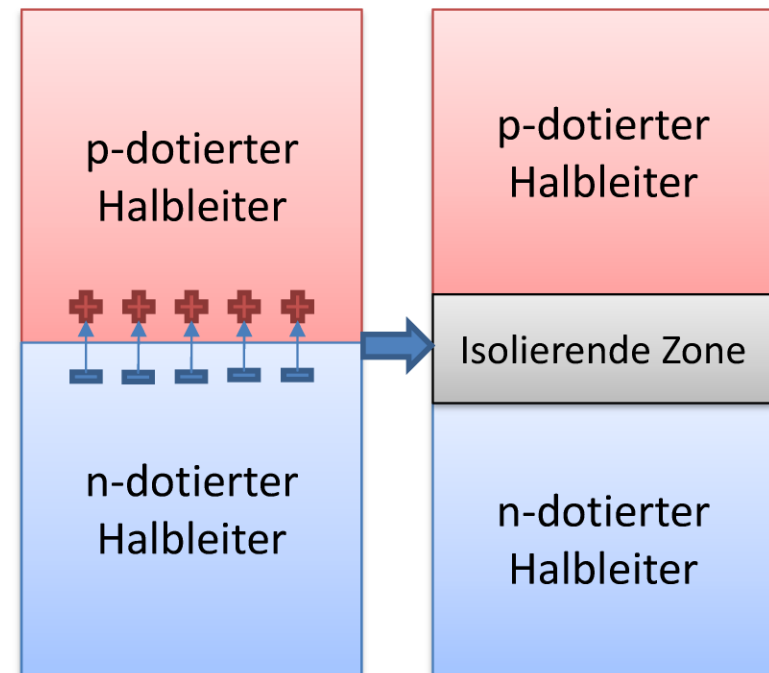 p-dotierter
Halbleiter
n-dotierter
Halbleiter
p-dotierter
Halbleiter
Isolierende Zone
n-dotierter
Halbleiter